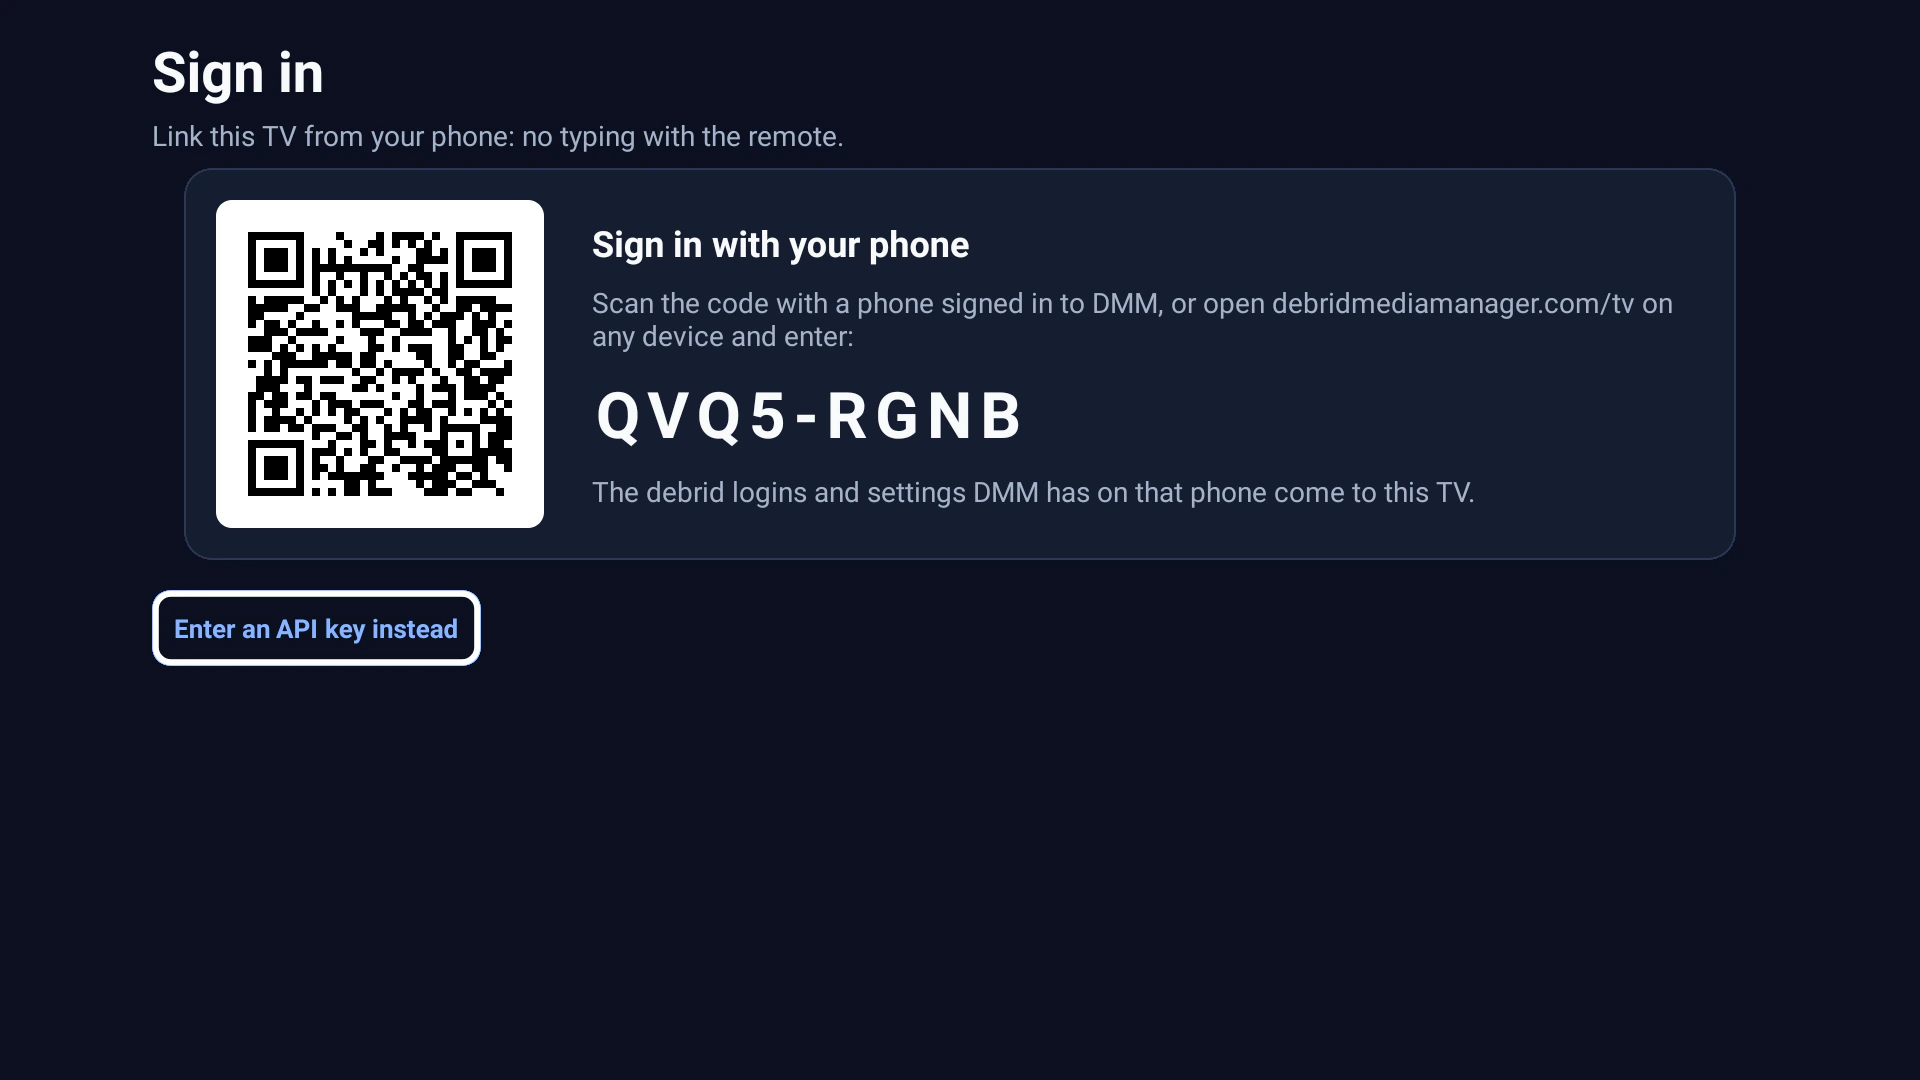 Sign in
Link this TV from your phone: no typing with the remote.
Sign in with your phone
Scan the code with a phone signed in to DMM, or open debridmediamanager.com/tv on
any device and enter:
QVQ5-RGNB
The debrid logins and settings DMM has on that phone come to this TV.
Enter an API key instead